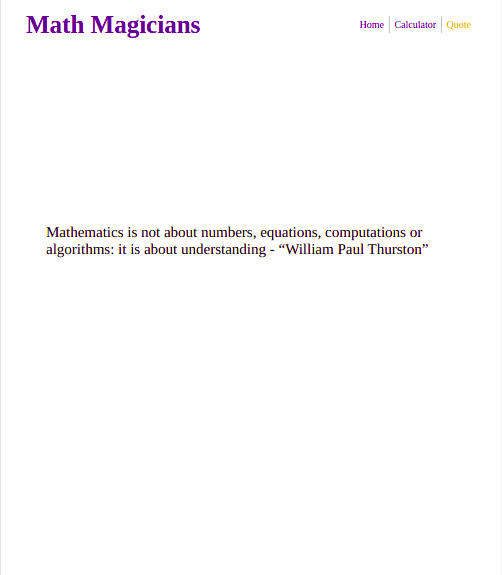 Math Magicians
Home
Calculator
Quote
Mathematics is not about numbers, equations, computations or
algorithms: it is about understanding - “William Paul Thurston”